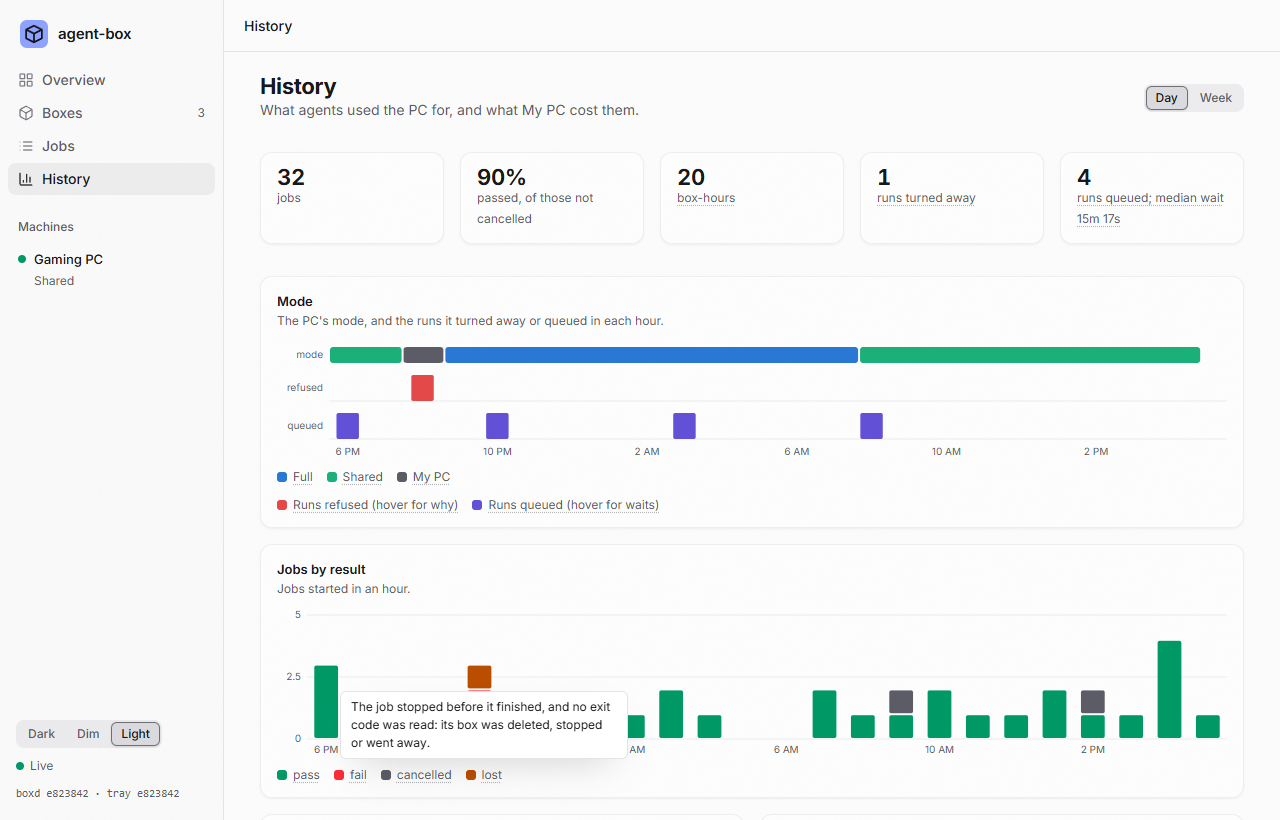 agent-box
Overview
Boxes 3
Jobs
History
Machines
Gaming PC
Shared
Dark Dim Light
Live
boxd e823842 · tray e823842
History
History
What agents used the PC for, and what My PC cost them.
Day Week
32
jobs
90%
passed, of those not
cancelled
20
box-hours
1
runs turned away
4
runs queued; median wait
15m 17s
Mode
The PC's mode, and the runs it turned away or queued in each hour.
mode
refused
queued
6 PM 10 PM 2 AM 6 AM 10 AM 2 PM
Full Shared My PC
Runs refused (hover for why) Runs queued (hover for waits)
Jobs by result
Jobs started in an hour.
5
2.5
0
The job stopped before it finished, and no exit
code was read: its box was deleted, stopped
or went away.
6 PM AM 6 AM 10 AM 2 PM
pass fail cancelled lost